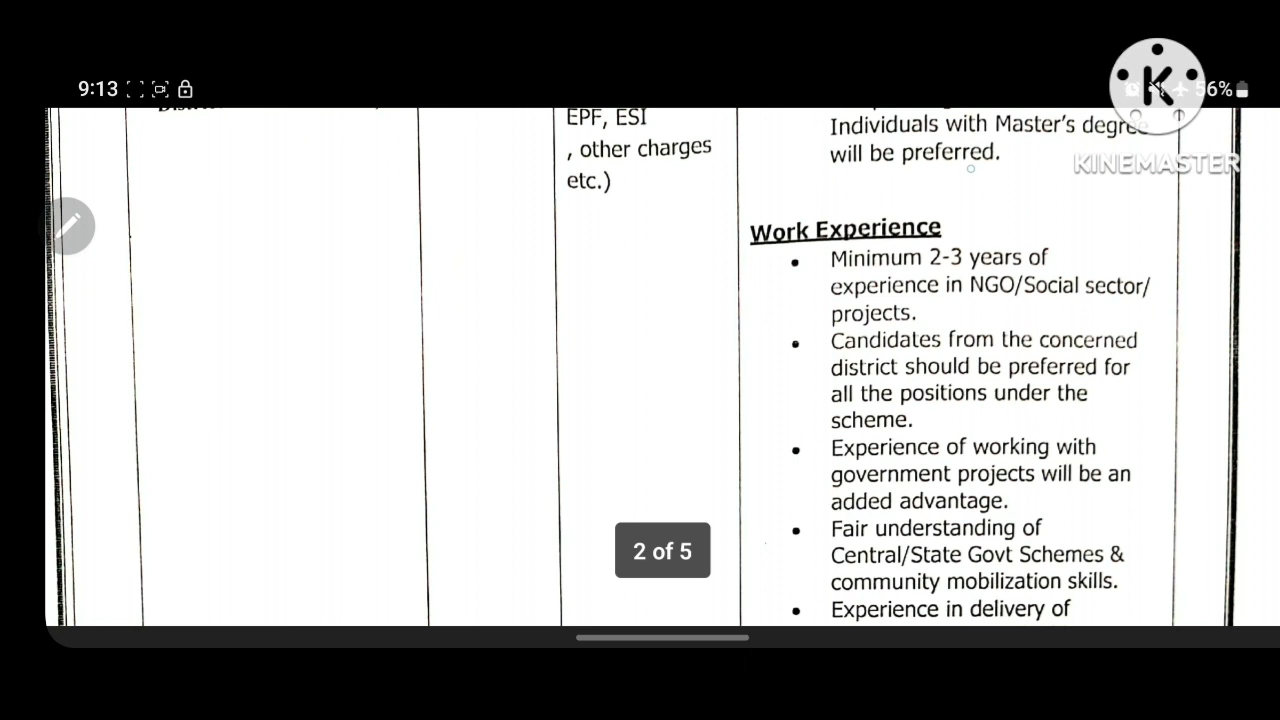 9:13
56%
KINEMASTER
EPF, ESI
, other charges
etc.)
Individuals with Master's degree
will be preferred.
Work Experience
• Minimum 2-3 years of
experience in NGO/Social sector/
projects.
• Candidates from the concerned
district should be preferred for
all the positions under the
scheme.
• Experience of working with
government projects will be an
added advantage.
• Fair understanding of
Central/State Govt Schemes &
community mobilization skills.
• Experience in delivery of
2 of 5